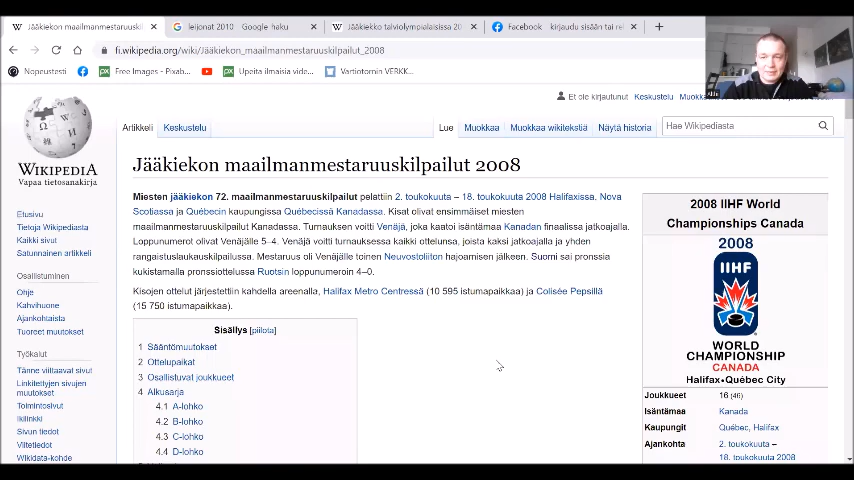 Jääkiekon maailmanmestaruuskil
leijonat 2010 - Google-haku
Jääkiekko talviolympialaisissa 20
Facebook – kirjaudu sisään tai re
fi.wikipedia.org/wiki/Jääkiekon_maailmanmestaruuskilpailut_2008
Nopeustesti
Free Images - Pixab...
Upeita ilmaisia video...
Vartiotornin VERKK...
Et ole kirjautunut Keskustelu
Artikkeli Keskustelu
Lue Muokkaa Muokkaa wikitekstiä Näytä historia
Hae Wikipediasta
WIKIPEDIA
Vapaa tietosanakirja
Etusivu
Tietoja Wikipediasta
Kaikki sivut
Satunnainen artikkeli
Osallistuminen
Ohje
Kahvihuone
Ajankohtaista
Tuoreet muutokset
Työkalut
Tänne viittaavat sivut
Linkitettyjen sivujen
muutokset
Toimintosivut
Ikilinkki
Sivun tiedot
Viitetiedot
Wikidata-kohde
Jääkiekon maailmanmestaruuskilpailut 2008
Miesten jääkiekon 72. maailmanmestaruuskilpailut pelattiin 2. toukokuuta – 18. toukokuuta 2008 Halifaxissa, Nova
Scotiassa ja Québecin kaupungissa Québecissä Kanadassa. Kisat olivat ensimmäiset miesten
maailmanmestaruuskilpailut Kanadassa. Turnauksen voitti Venäjä, joka kaatoi isäntämaa Kanadan finaalissa jatkoajalla.
Loppunumerot olivat Venäjälle 5–4. Venäjä voitti turnauksessa kaikki ottelunsa, joista kaksi jatkoajalla ja yhden
rangaistuslaukauskilpailussa. Mestaruus oli Venäjälle toinen Neuvostoliiton hajoamisen jälkeen. Suomi sai pronssia
kukistamalla pronssiottelussa Ruotsin loppunumeroin 4–0.
Kisojen ottelut järjestettiin kahdella areenalla, Halifax Metro Centressä (10 595 istumapaikkaa) ja Colisée Pepsillä
(15 750 istumapaikkaa).
Sisällys [piilota]
1 Sääntömuutokset
2 Ottelupaikat
3 Osallistuvat joukkueet
4 Alkusarja
4.1 A-lohko
4.2 B-lohko
4.3 C-lohko
4.4 D-lohko
2008 IIHF World
Championships Canada
2008
IIHF
WORLD
CHAMPIONSHIP
CANADA
Halifax•Québec City
Joukkueet 16 (46)
Isäntämaa Kanada
Kaupungit Québec, Halifax
Ajankohta 2. toukokuuta –
18. toukokuuta 2008